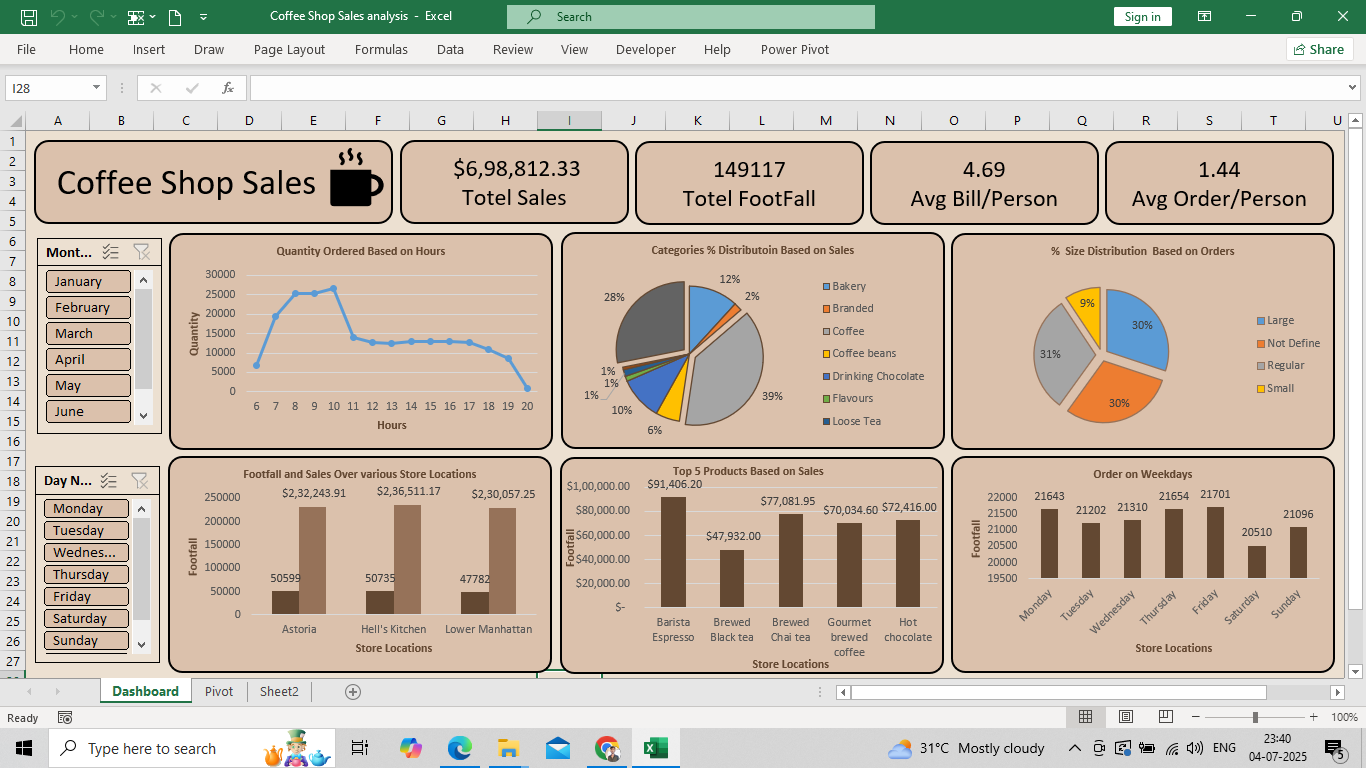 Coffee Shop Sales analysis - Excel
Search
Sign in
File Home Insert Draw Page Layout Formulas Data Review View Developer Help Power Pivot
Share
I28
fx
A B C D E F G H I J K L M N O P Q R S T U
1
2
3
4
5
6
7
8
9
10
11
12
13
14
15
16
17
18
19
20
21
22
23
24
25
26
27
Coffee Shop Sales
$6,98,812.33
Totel Sales
149117
Totel FootFall
4.69
Avg Bill/Person
1.44
Avg Order/Person
Mont...
January
February
March
April
May
June
Quantity Ordered Based on Hours
Quantity
30000
25000
20000
15000
10000
5000
0
6 7 8 9 10 11 12 13 14 15 16 17 18 19 20
Hours
Categories % Distributoin Based on Sales
12%
2%
39%
6%
10%
1%
1%
1%
28%
Bakery
Branded
Coffee
Coffee beans
Drinking Chocolate
Flavours
Loose Tea
% Size Distribution Based on Orders
9%
30%
31%
30%
Large
Not Define
Regular
Small
Day N...
Monday
Tuesday
Wednes...
Thursday
Friday
Saturday
Sunday
Footfall and Sales Over various Store Locations
Footfall
250000
200000
150000
100000
50000
0
$2,32,243.91
$2,36,511.17
$2,30,057.25
50599
50735
47782
Astoria
Hell's Kitchen
Lower Manhattan
Store Locations
Top 5 Products Based on Sales
Footfall
$1,00,000.00
$80,000.00
$60,000.00
$40,000.00
$20,000.00
$-
$91,406.20
$47,932.00
$77,081.95
$70,034.60
$72,416.00
Barista
Espresso
Brewed
Black tea
Brewed
Chai tea
Gourmet
brewed
coffee
Hot
chocolate
Store Locations
Order on Weekdays
Footfall
22000
21500
21000
20500
20000
19500
21643
21202
21310
21654
21701
20510
21096
Monday
Tuesday
Wednesday
Thursday
Friday
Saturday
Sunday
Store Locations
Dashboard Pivot Sheet2
Ready
100%
Type here to search
31°C Mostly cloudy
ENG
23:40
04-07-2025
5